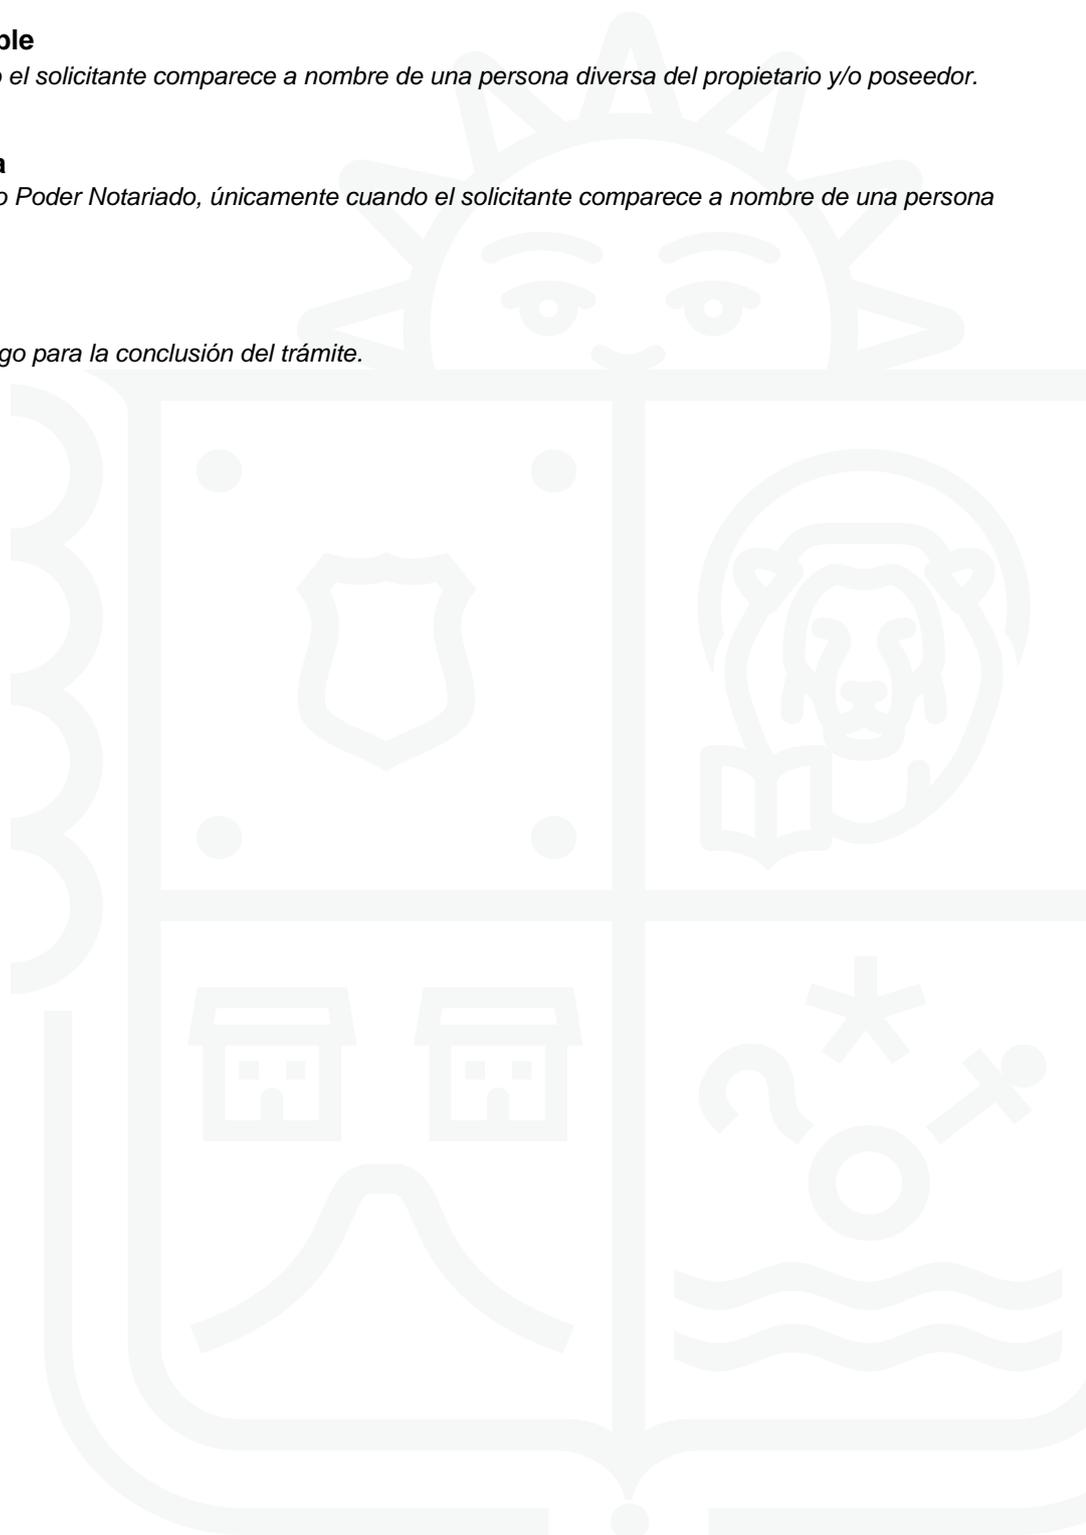 ble
o el solicitante comparece a nombre de una persona diversa del propietario y/o poseedor.
a
o Poder Notariado, únicamente cuando el solicitante comparece a nombre de una persona
go para la conclusión del trámite.